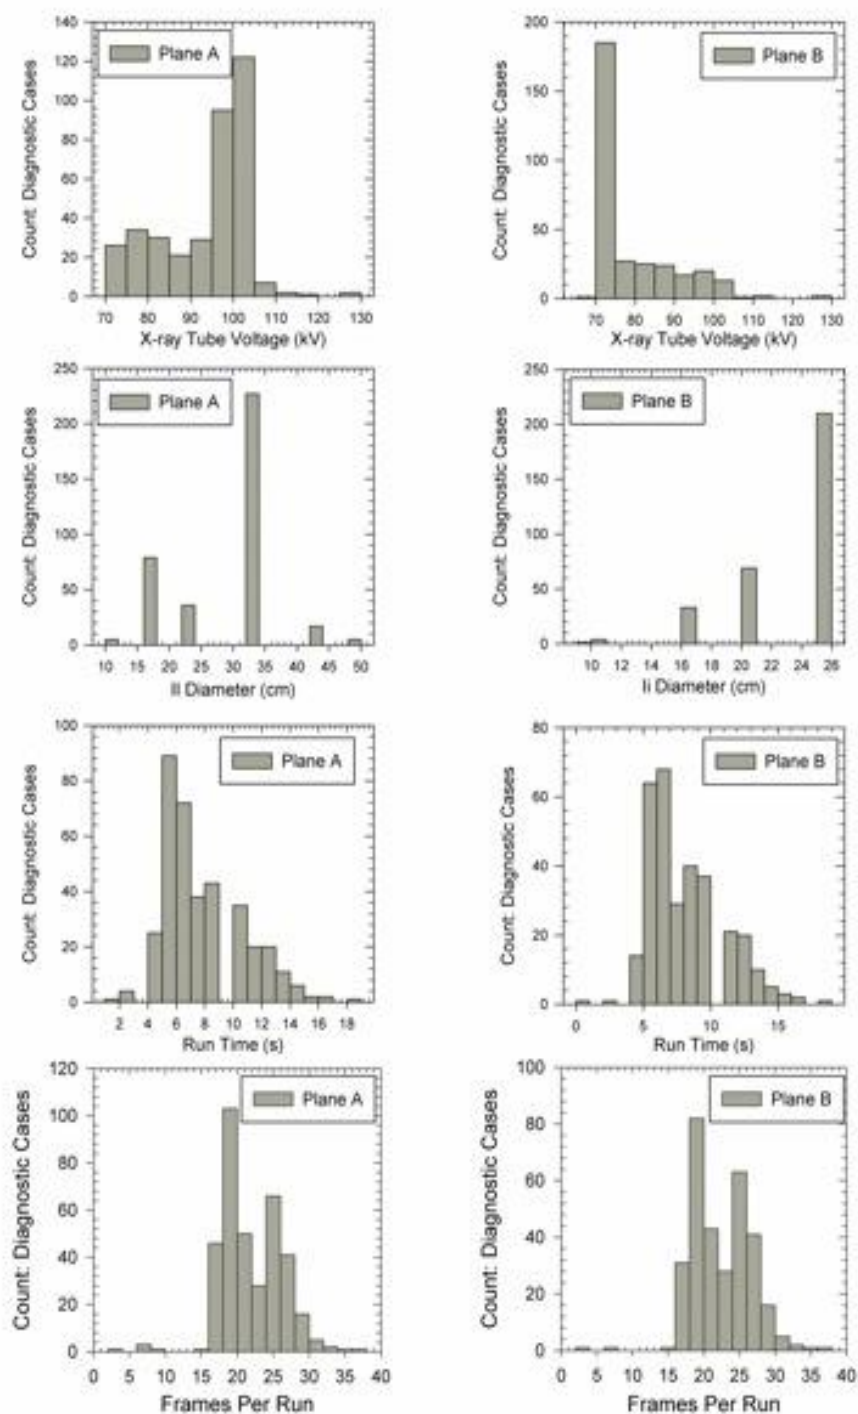 Count: Diagnostic Cases
140
120
100
80
60
40
20
0
Plane A
70 80 90 100 110 120 130
X-ray Tube Voltage (kV)
Count: Diagnostic Cases
200
150
100
50
0
Plane B
70 80 90 100 110 120 130
X-ray Tube Voltage (kV)
Count: Diagnostic Cases
250
200
150
100
50
0
Plane A
10 15 20 25 30 35 40 45 50
II Diameter (cm)
Count: Diagnostic Cases
250
200
150
100
50
0
Plane B
10 12 14 16 18 20 22 24 26
Ii Diameter (cm)
Count: Diagnostic Cases
100
80
60
40
20
0
Plane A
2 4 6 8 10 12 14 16 18
Run Time (s)
Count: Diagnostic Cases
80
60
40
20
0
Plane B
0 5 10 15
Run Time (s)
Count: Diagnostic Cases
120
100
80
60
40
20
0
Plane A
0 5 10 15 20 25 30 35 40
Frames Per Run
Count: Diagnostic Cases
100
80
60
40
20
0
Plane B
0 5 10 15 20 25 30 35 40
Frames Per Run